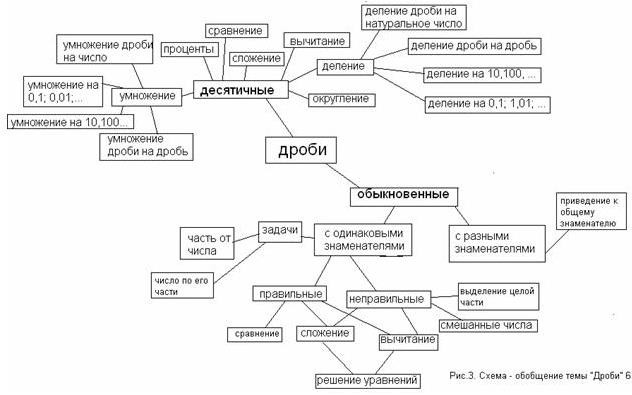 деление дроби на
натуральное число
сравнение
вычитание
умножение дроби
на число
проценты
деление дроби на дробь
сложение
деление
деление на 10,100, ...
умножение на
0,1; 0,01;...
умножение
десятичные
округление
деление на 0,1; 1,01; ...
умножение на 10,100...
умножение
дроби на дробь
дроби
обыкновенные
приведение к
общему
знаменателю
задачи
с одинаковыми
знаменателями
с разными
знаменателями
часть от
числа
число по его
части
правильные
неправильные
выделение целой
части
смешанные числа
сравнение
сложение
вычитание
решение уравнений
Рис.3. Схема - обобщение темы "Дроби" 6